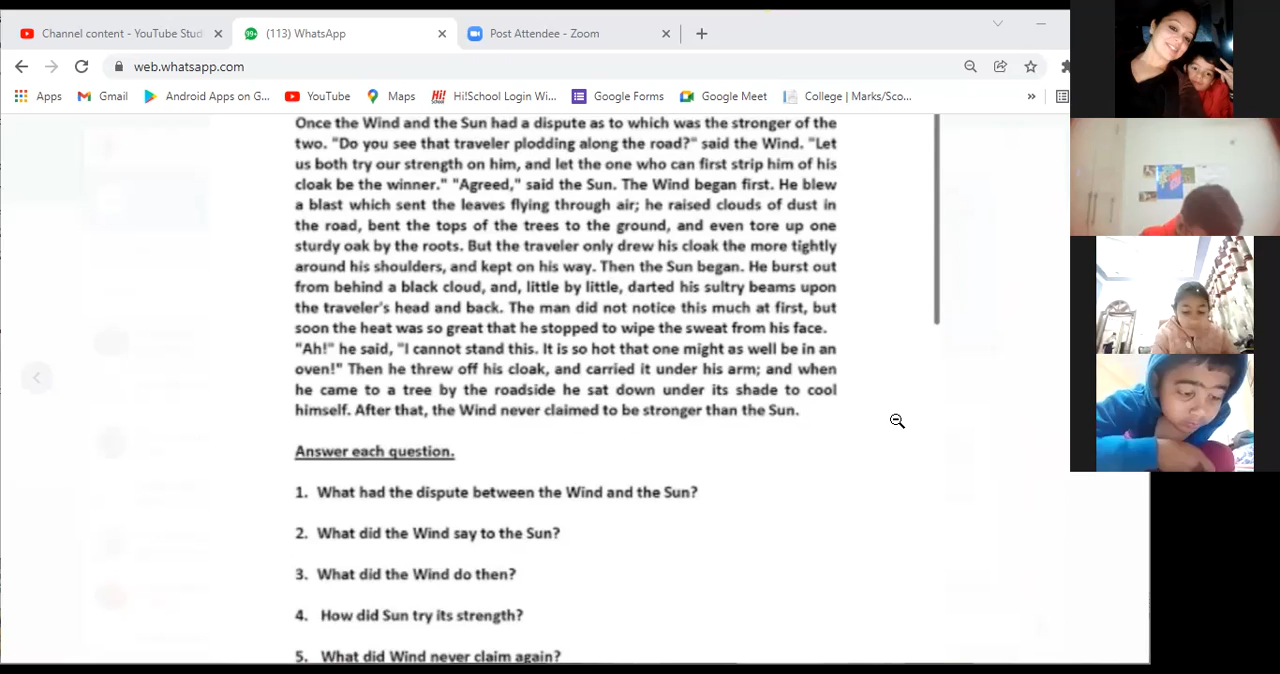 Channel content - YouTube Stud
99+
(113) WhatsApp
Post Attendee - Zoom
web.whatsapp.com
Apps
Gmail
Android Apps on G...
YouTube
Maps
Hi!
Hi!School Login Wi...
Google Forms
Google Meet
College | Marks/Sco...
»
Once the Wind and the Sun had a dispute as to which was the stronger of the
two. "Do you see that traveler plodding along the road?" said the Wind. "Let
us both try our strength on him, and let the one who can first strip him of his
cloak be the winner." "Agreed," said the Sun. The Wind began first. He blew
a blast which sent the leaves flying through air; he raised clouds of dust in
the road, bent the tops of the trees to the ground, and even tore up one
sturdy oak by the roots. But the traveler only drew his cloak the more tightly
around his shoulders, and kept on his way. Then the Sun began. He burst out
from behind a black cloud, and, little by little, darted his sultry beams upon
the traveler's head and back. The man did not notice this much at first, but
soon the heat was so great that he stopped to wipe the sweat from his face.
"Ah!" he said, "I cannot stand this. It is so hot that one might as well be in an
oven!" Then he threw off his cloak, and carried it under his arm; and when
he came to a tree by the roadside he sat down under its shade to cool
himself. After that, the Wind never claimed to be stronger than the Sun.
Answer each question.
1. What had the dispute between the Wind and the Sun?
2. What did the Wind say to the Sun?
3. What did the Wind do then?
4. How did Sun try its strength?
5. What did Wind never claim again?